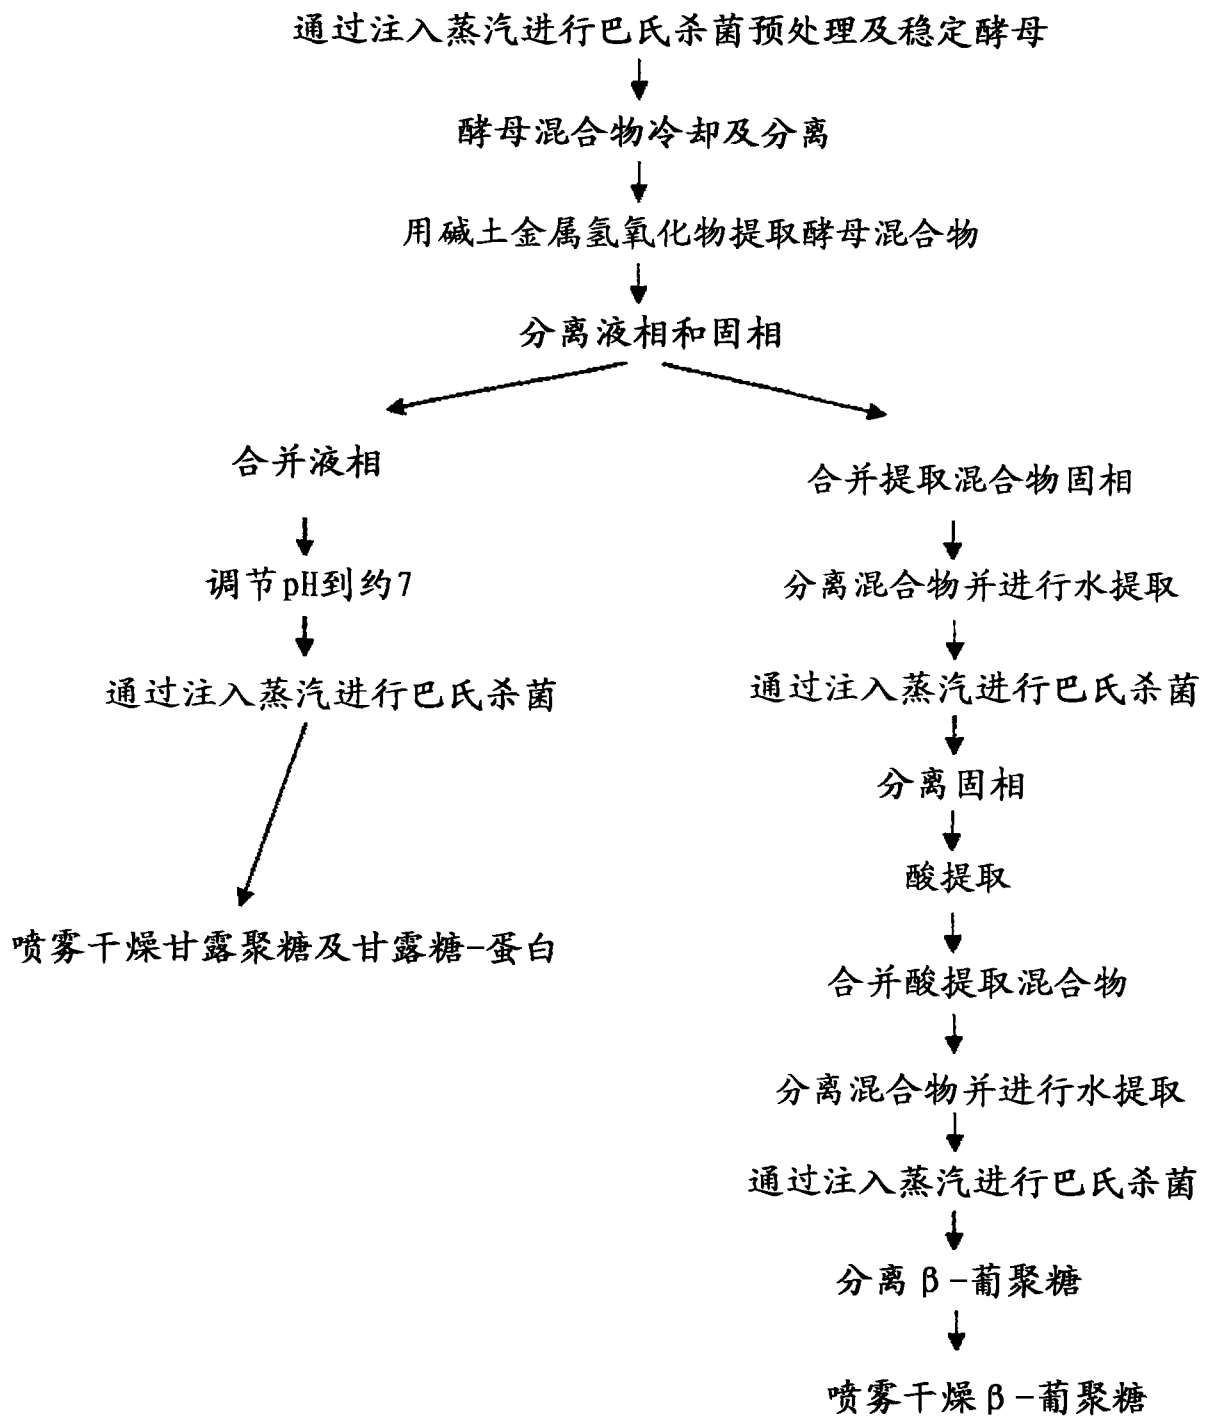 通过注入蒸汽进行巴氏杀菌预处理及稳定酵母
酵母混合物冷却及分离
用碱土金属氢氧化物提取酵母混合物
分离液相和固相
合并液相
调节pH到约7
通过注入蒸汽进行巴氏杀菌
喷雾干燥甘露聚糖及甘露糖-蛋白
合并提取混合物固相
分离混合物并进行水提取
通过注入蒸汽进行巴氏杀菌
分离固相
酸提取
合并酸提取混合物
分离混合物并进行水提取
通过注入蒸汽进行巴氏杀菌
分离β-葡聚糖
喷雾干燥β-葡聚糖